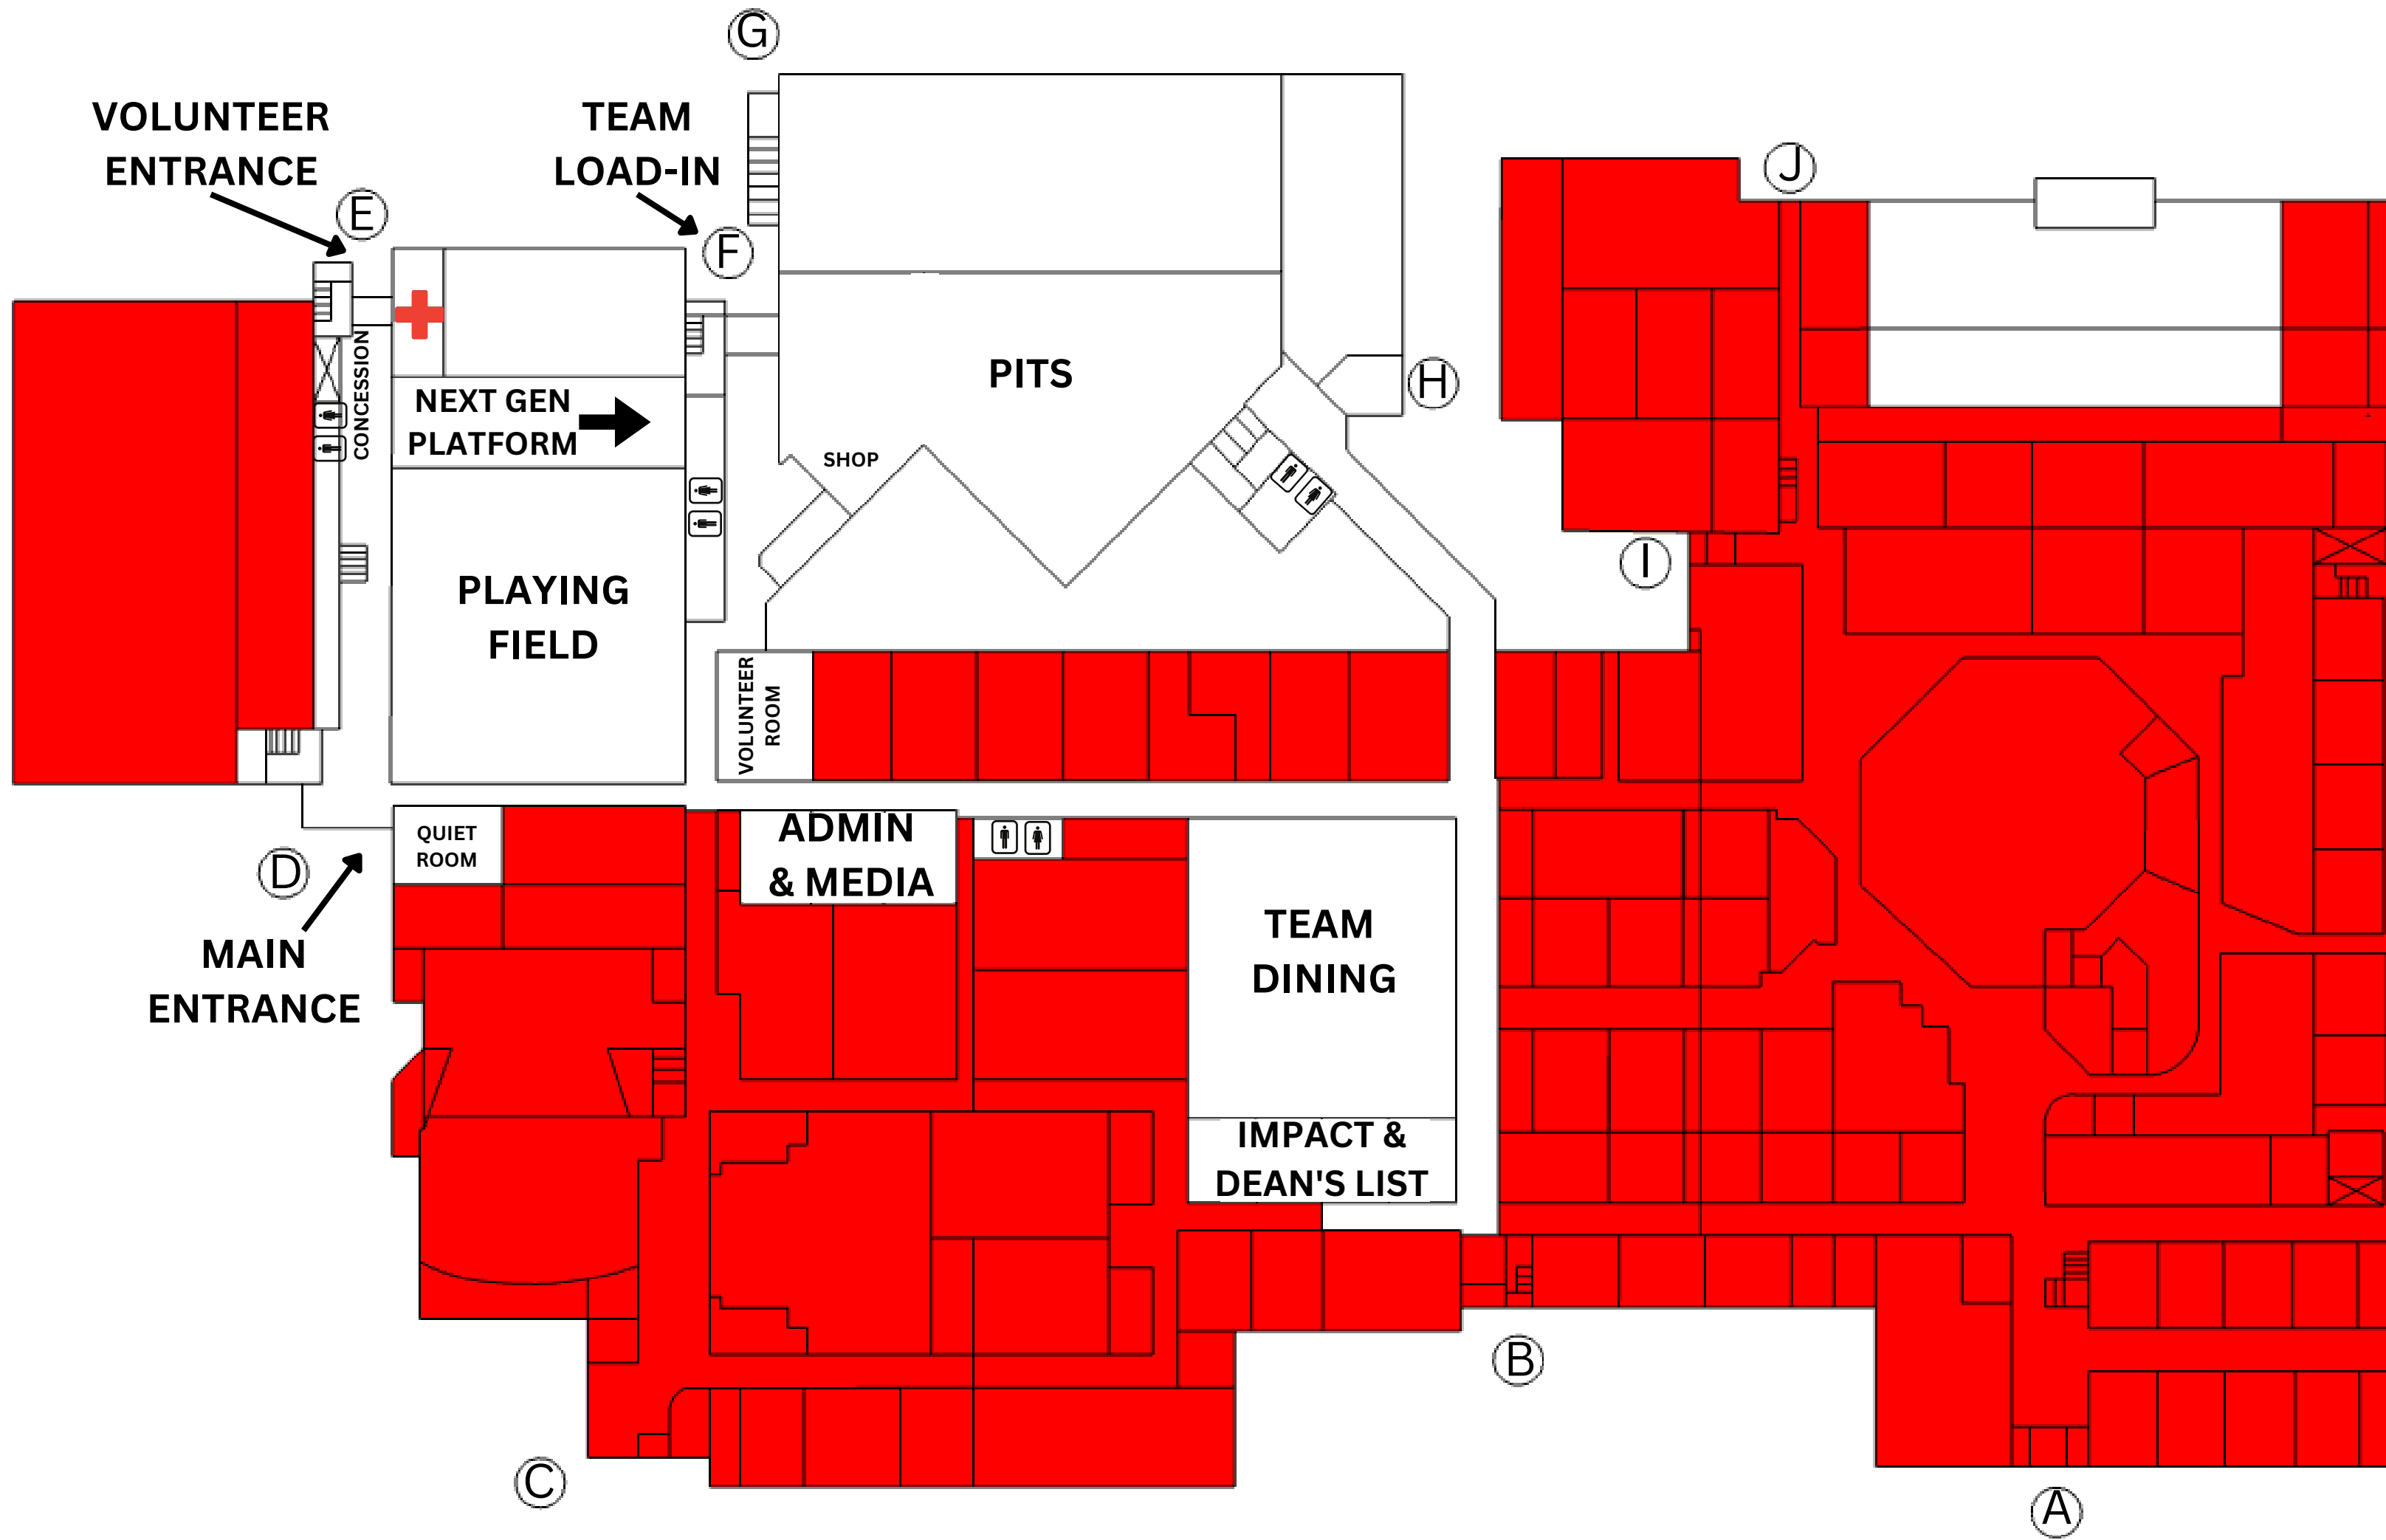 G
VOLUNTEER
ENTRANCE
TEAM
LOAD-IN
E
F
J
H
I
CONCESSION
NEXT GEN
PLATFORM
PITS
SHOP
PLAYING
FIELD
VOLUNTEER
ROOM
QUIET
ROOM
ADMIN
& MEDIA
D
MAIN
ENTRANCE
TEAM
DINING
IMPACT &
DEAN'S LIST
B
C
A